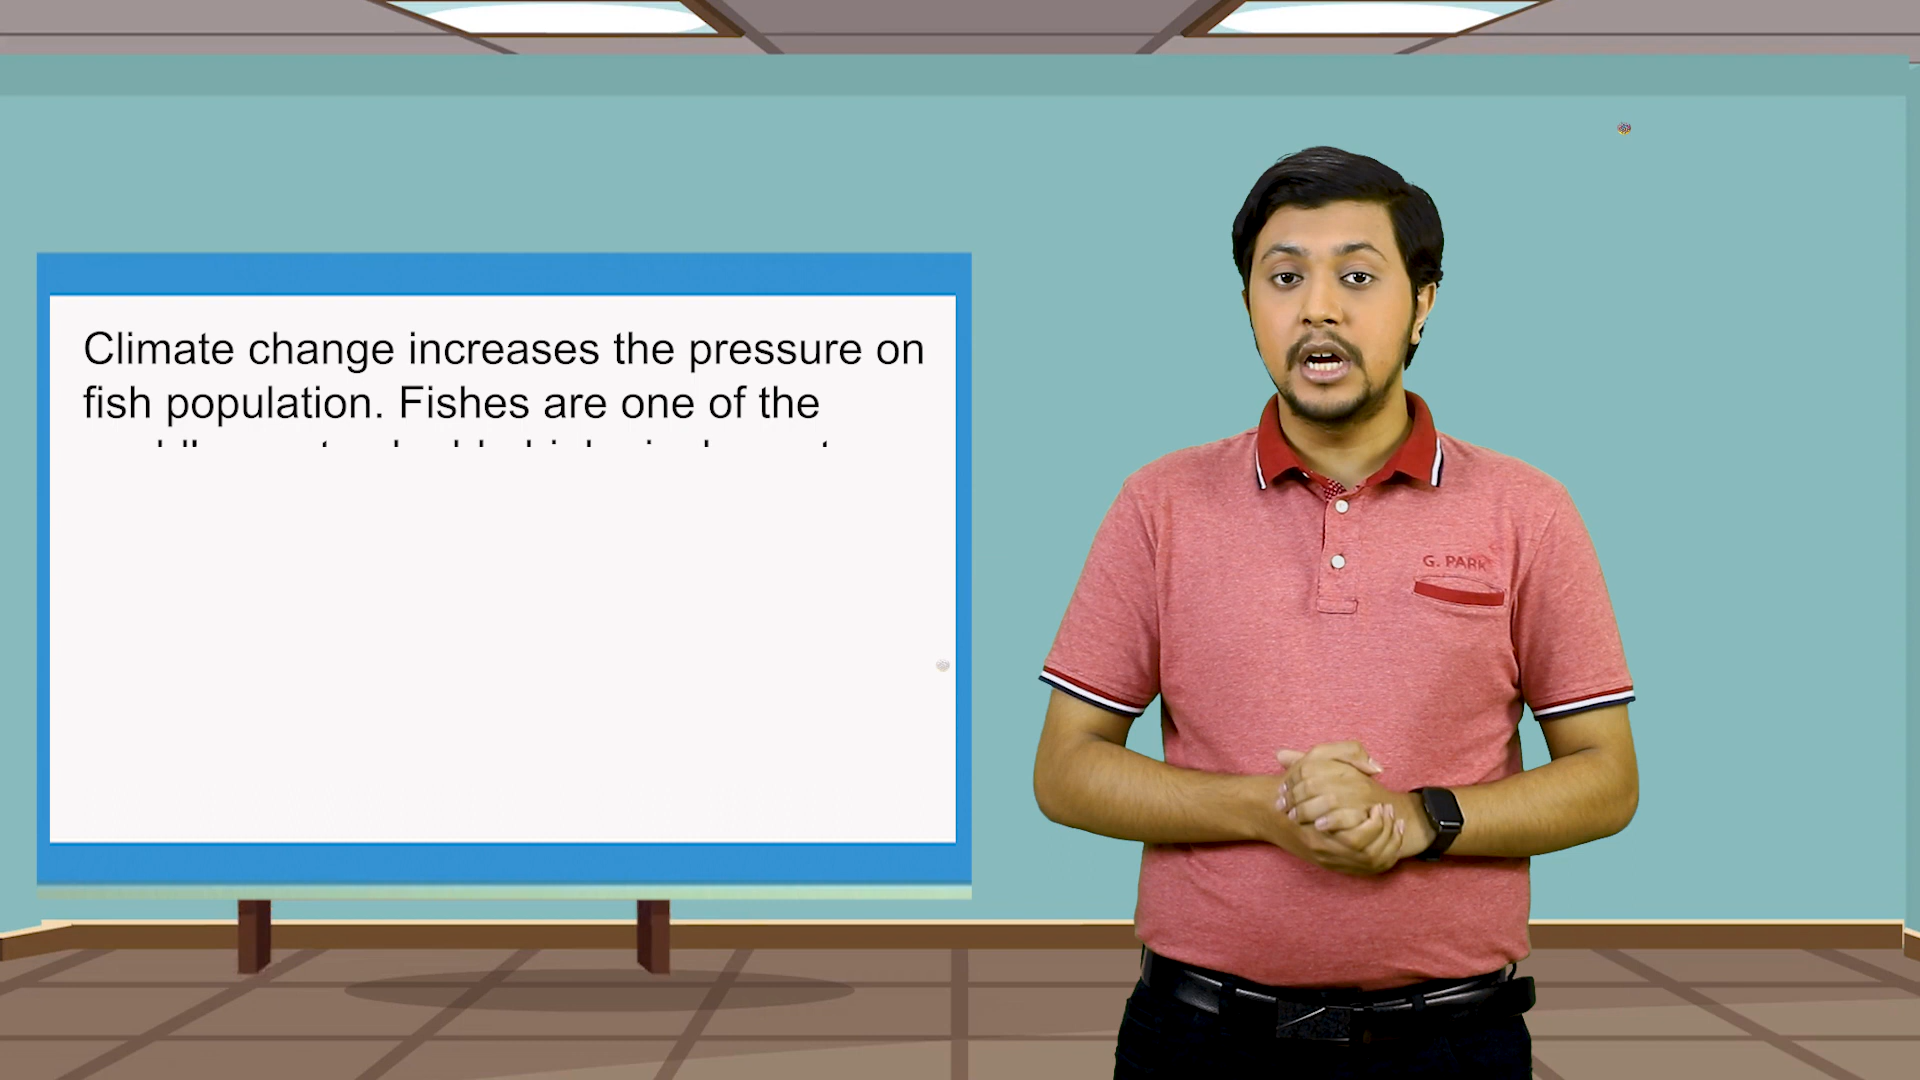 Climate change increases the pressure on
fish population. Fishes are one of the
G. PARK